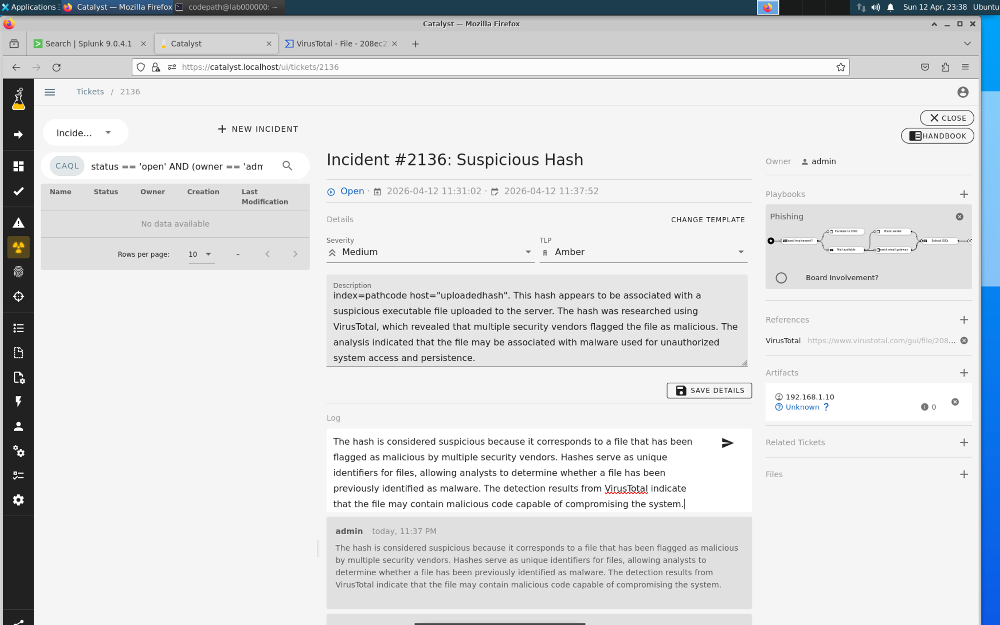 Applications
Catalyst — Mozilla Firefox
codepath@lab000000: ~
Sun 12 Apr, 23:38
Ubuntu
Catalyst — Mozilla Firefox
Search | Splunk 9.0.4.1
Catalyst
VirusTotal - File - 208ec2
https://catalyst.localhost/ui/tickets/2136
Tickets / 2136
Incide...
+ NEW INCIDENT
CAQL status == 'open' AND (owner == 'adm
Name Status Owner Creation Last Modification
No data available
Rows per page: 10 –
CLOSE
HANDBOOK
Incident #2136: Suspicious Hash
Open · 2026-04-12 11:31:02 · 2026-04-12 11:37:52
Details
CHANGE TEMPLATE
Severity
Medium
TLP
Amber
Description
index=pathcode host="uploadedhash". This hash appears to be associated with a
suspicious executable file uploaded to the server. The hash was researched using
VirusTotal, which revealed that multiple security vendors flagged the file as malicious. The
analysis indicated that the file may be associated with malware used for unauthorized
system access and persistence.
SAVE DETAILS
Log
The hash is considered suspicious because it corresponds to a file that has been
flagged as malicious by multiple security vendors. Hashes serve as unique
identifiers for files, allowing analysts to determine whether a file has been
previously identified as malware. The detection results from VirusTotal indicate
that the file may contain malicious code capable of compromising the system.
admin today, 11:37 PM
The hash is considered suspicious because it corresponds to a file that has been flagged as malicious
by multiple security vendors. Hashes serve as unique identifiers for files, allowing analysts to
determine whether a file has been previously identified as malware. The detection results from
VirusTotal indicate that the file may contain malicious code capable of compromising the system.
Owner admin
Playbooks
Phishing
Escalate to CISO
Block sender
Board Involvement?
Extract IOCs
Mail available
Search email gateway
Board Involvement?
References
VirusTotal https://www.virustotal.com/gui/file/208...
Artifacts
192.168.1.10
Unknown ?
0
Related Tickets
Files